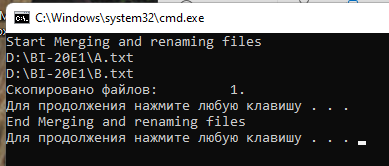 C:\Windows\system32\cmd.exe
Start Merging and renaming files
D:\BI-20E1\A.txt
D:\BI-20E1\B.txt
Скопировано файлов:         1.
Для продолжения нажмите любую клавишу . . .
End Merging and renaming files
Для продолжения нажмите любую клавишу . . .